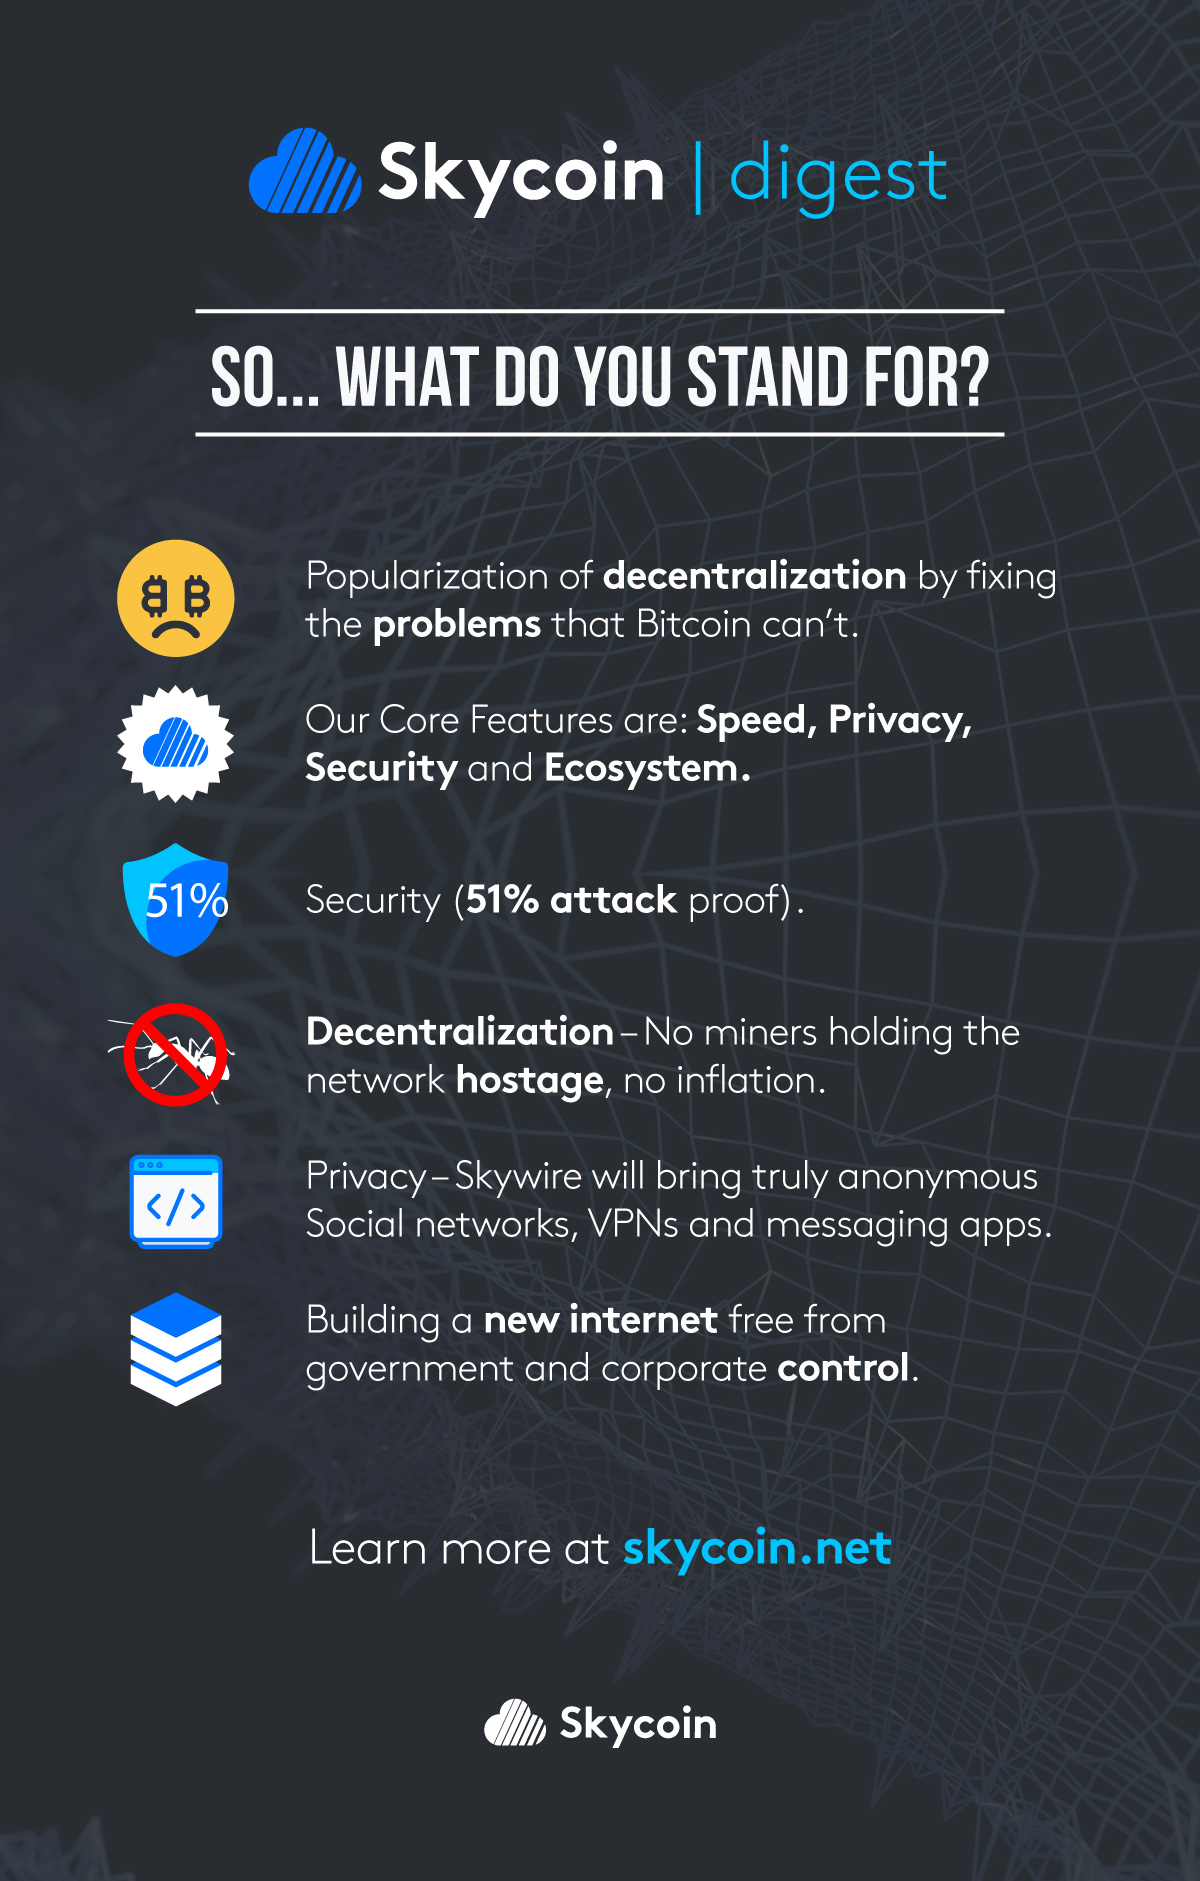 Skycoin | digest
SO... WHAT DO YOU STAND FOR?
Popularization of decentralization by fixing
the problems that Bitcoin can't.
Our Core Features are: Speed, Privacy,
Security and Ecosystem.
51%
Security (51% attack proof).
Decentralization – No miners holding the
network hostage, no inflation.
</>
Privacy – Skywire will bring truly anonymous
Social networks, VPNs and messaging apps.
Building a new internet free from
government and corporate control.
Learn more at skycoin.net
Skycoin